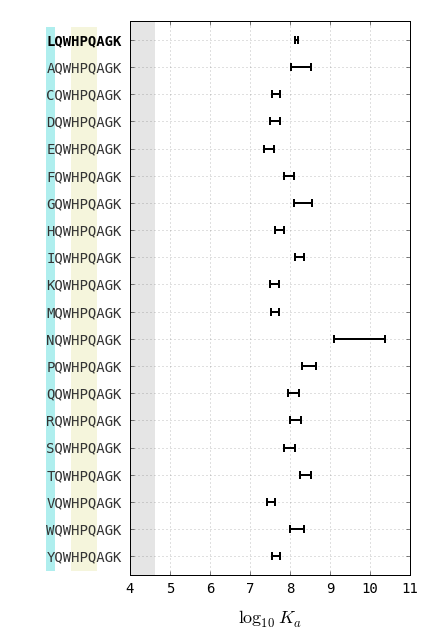 LQWHPQAGK
AQWHPQAGK
CQWHPQAGK
DQWHPQAGK
EQWHPQAGK
FQWHPQAGK
GQWHPQAGK
HQWHPQAGK
IQWHPQAGK
KQWHPQAGK
MQWHPQAGK
NQWHPQAGK
PQWHPQAGK
QQWHPQAGK
RQWHPQAGK
SQWHPQAGK
TQWHPQAGK
VQWHPQAGK
WQWHPQAGK
YQWHPQAGK
4 5 6 7 8 9 10 11
log₁₀ Kₐ